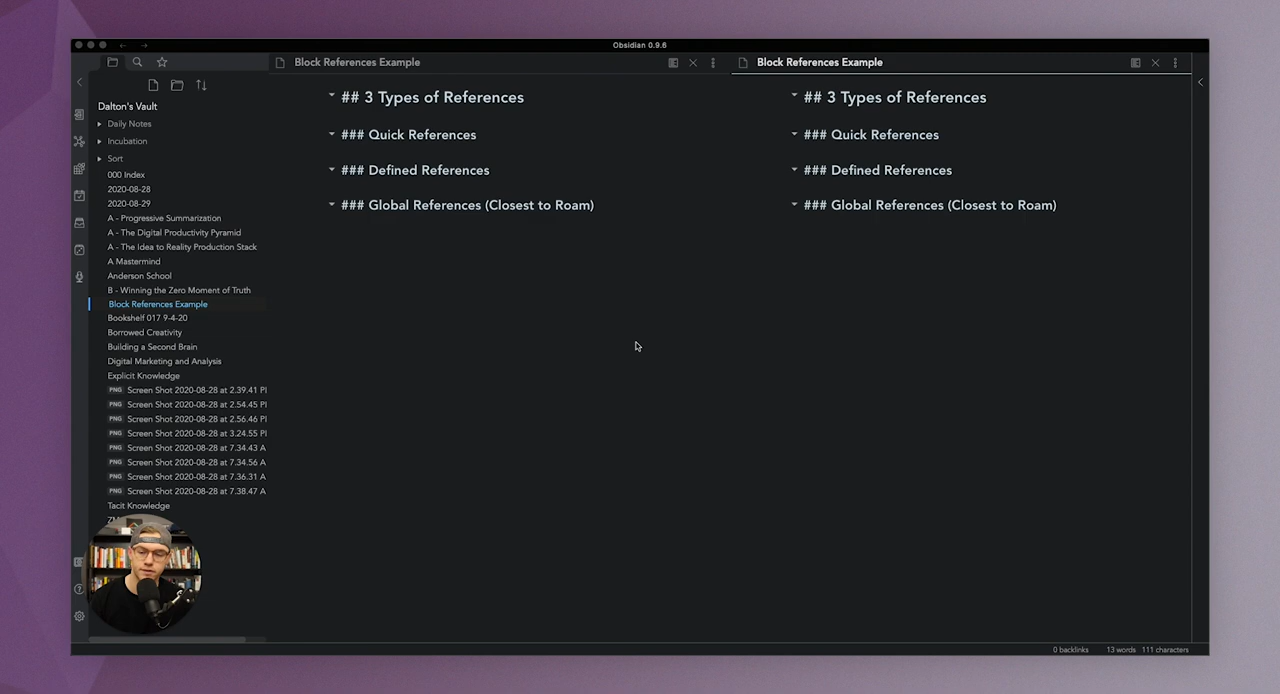 Obsidian 0.9.6
Block References Example
Block References Example
Dalton's Vault
Daily Notes
Incubation
Sort
000 Index
2020-08-28
2020-08-29
A - Progressive Summarization
A - The Digital Productivity Pyramid
A - The Idea to Reality Production Stack
A Mastermind
Anderson School
B - Winning the Zero Moment of Truth
Block References Example
Bookshelf 017 9-4-20
Borrowed Creativity
Building a Second Brain
Digital Marketing and Analysis
Explicit Knowledge
PNG Screen Shot 2020-08-28 at 2.39.41 P
PNG Screen Shot 2020-08-28 at 2.54.45 P
PNG Screen Shot 2020-08-28 at 2.56.46 P
PNG Screen Shot 2020-08-28 at 3.24.55 P
PNG Screen Shot 2020-08-28 at 7.34.43 A
PNG Screen Shot 2020-08-28 at 7.34.56 A
PNG Screen Shot 2020-08-28 at 7.36.31 A
PNG Screen Shot 2020-08-28 at 7.38.47 A
Tacit Knowledge
## 3 Types of References
### Quick References
### Defined References
### Global References (Closest to Roam)
## 3 Types of References
### Quick References
### Defined References
### Global References (Closest to Roam)
0 backlinks 13 words 111 characters